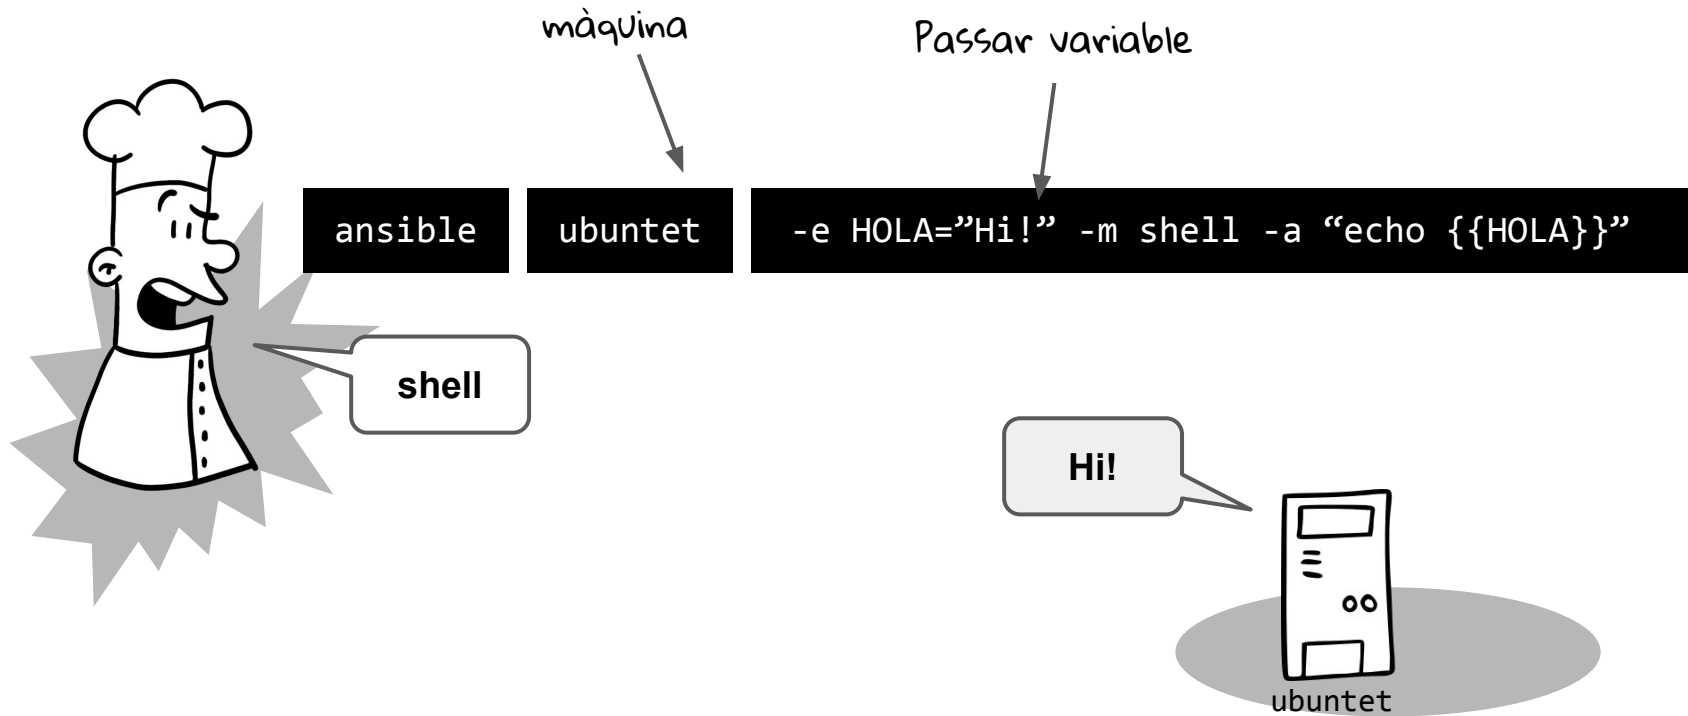 màquina
Passar variable
ansible ubuntet -e HOLA=”Hi!” -m shell -a “echo {{HOLA}}”
shell
Hi!
ubuntet